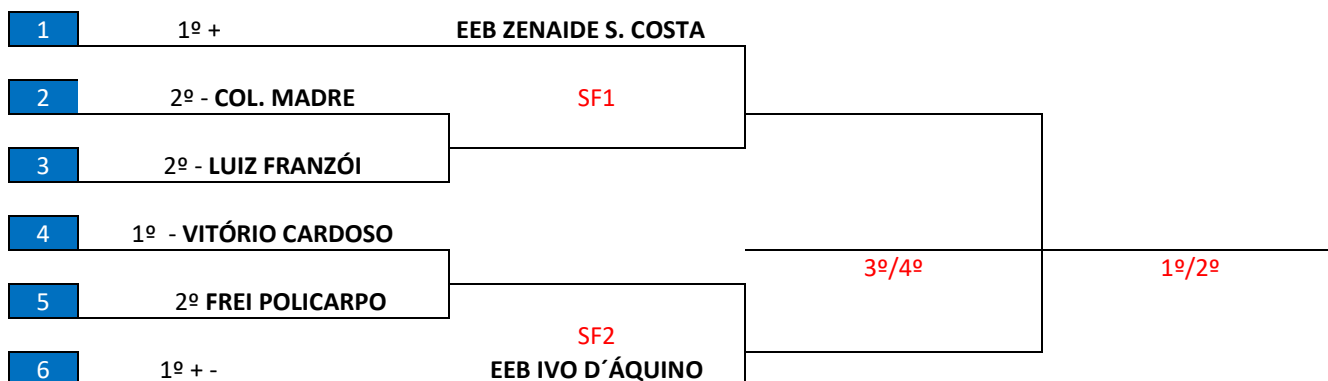 1 1º + EEB ZENAIDE S. COSTA
2 2º - COL. MADRE SF1
3 2º - LUIZ FRANZÓI
4 1º - VITÓRIO CARDOSO
3º/4º 1º/2º
5 2º FREI POLICARPO
SF2
6 1º + - EEB IVO D´ÁQUINO